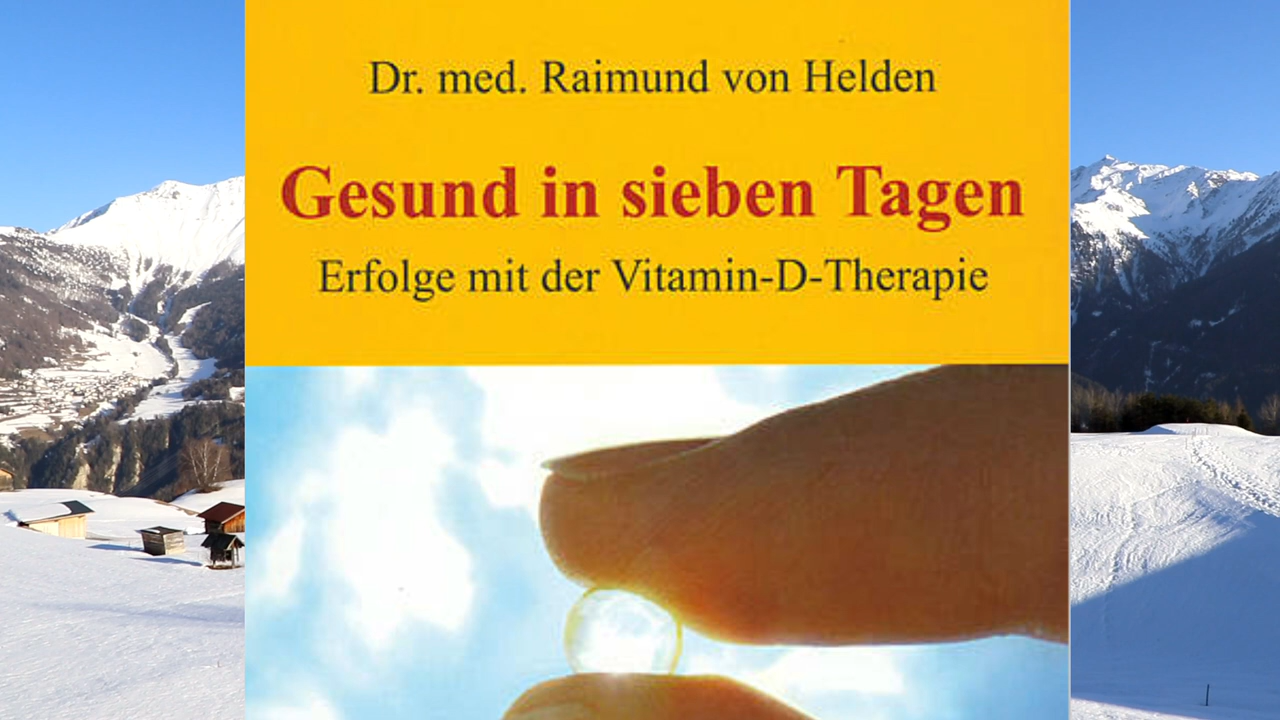 Dr. med. Raimund von Helden
Gesund in sieben Tagen
Erfolge mit der Vitamin-D-Therapie